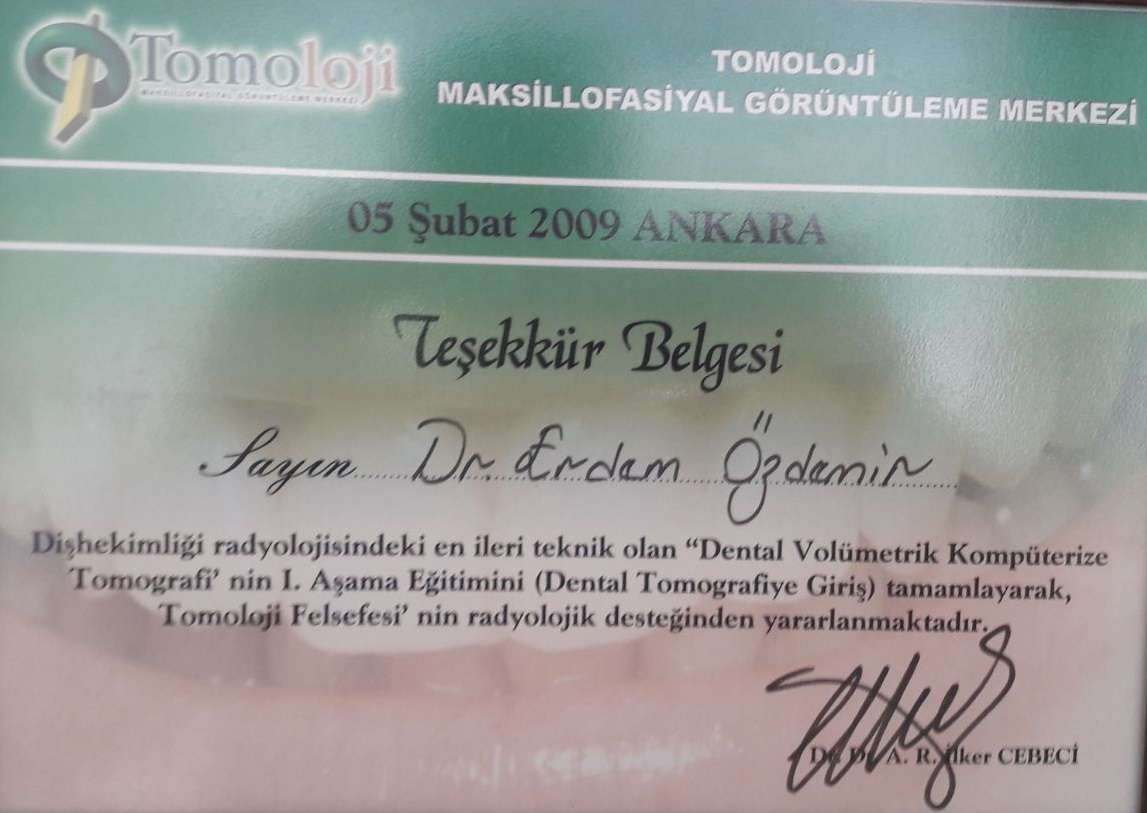 Tomoloji
MAKSİLLOFASİYAL GÖRÜNTÜLEME MERKEZİ
TOMOLOJİ
MAKSİLLOFASİYAL GÖRÜNTÜLEME MERKEZİ
05 Şubat 2009 ANKARA
Teşekkür Belgesi
Sayın Dr. Erdem Özdemir
Dişhekimliği radyolojisindeki en ileri teknik olan “Dental Volümetrik Kompüterize
Tomografi’ nin I. Aşama Eğitimini (Dental Tomografiye Giriş) tamamlayarak,
Tomoloji Felsefesi’ nin radyolojik desteğinden yararlanmaktadır.
A. R. İlker CEBECİ